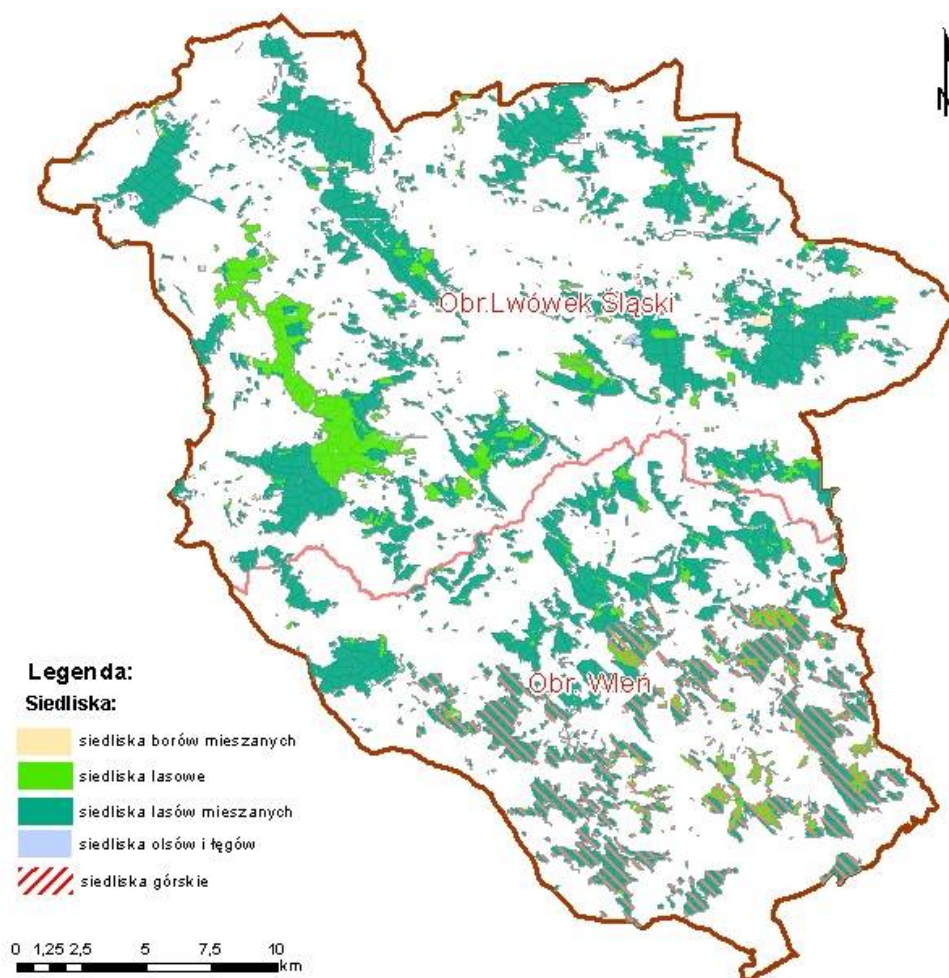 N
Obr.Lwówek Śląski
Obr. Wleń
Legenda:
Siedliska:
siedliska borów mieszanych
siedliska lasowe
siedliska lasów mieszanych
siedliska olsów i łęgów
siedliska górskie
0 1,25 2,5 5 7,5 10
km